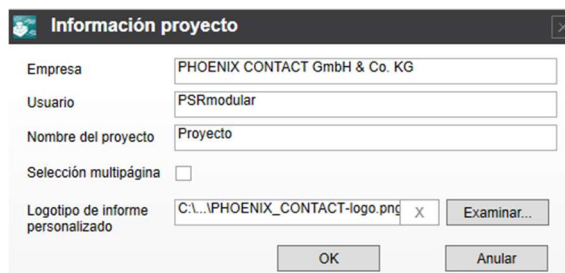 Información proyecto
Empresa
PHOENIX CONTACT GmbH & Co. KG
Usuario
PSRmodular
Nombre del proyecto
Proyecto
Selección multipágina
Logotipo de informe
personalizado
C:\...\PHOENIX_CONTACT-logo.png
X
Examinar...
OK
Anular